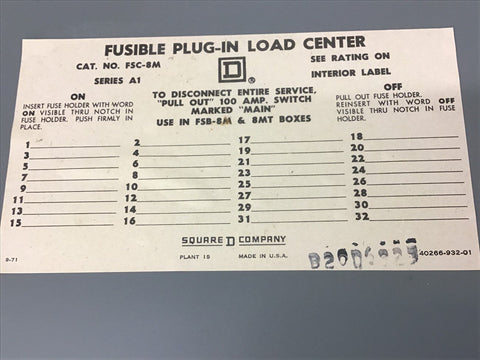 FUSIBLE PLUG-IN LOAD CENTER
CAT. NO. FSC-8M
SERIES A1
D
®
SEE RATING ON
INTERIOR LABEL
ON
INSERT FUSE HOLDER WITH WORD
ON VISIBLE THRU NOTCH IN
FUSE HOLDER. PUSH FIRMLY IN
PLACE.
TO DISCONNECT ENTIRE SERVICE,
"PULL OUT" 100 AMP. SWITCH
MARKED "MAIN"
USE IN FSB-8M & 8MT BOXES
OFF
PULL OUT FUSE HOLDER.
REINSERT WITH WORD OFF
VISIBLE THRU NOTCH IN
FUSE HOLDER.
1 2 17 18
3 4 19 20
5 6 21 22
7 8 23 24
9 10 25 26
11 12 27 28
13 14 29 30
15 16 31 32
SQUARE D COMPANY
PLANT 15 MADE IN U.S.A.
9-71
40266-932-01